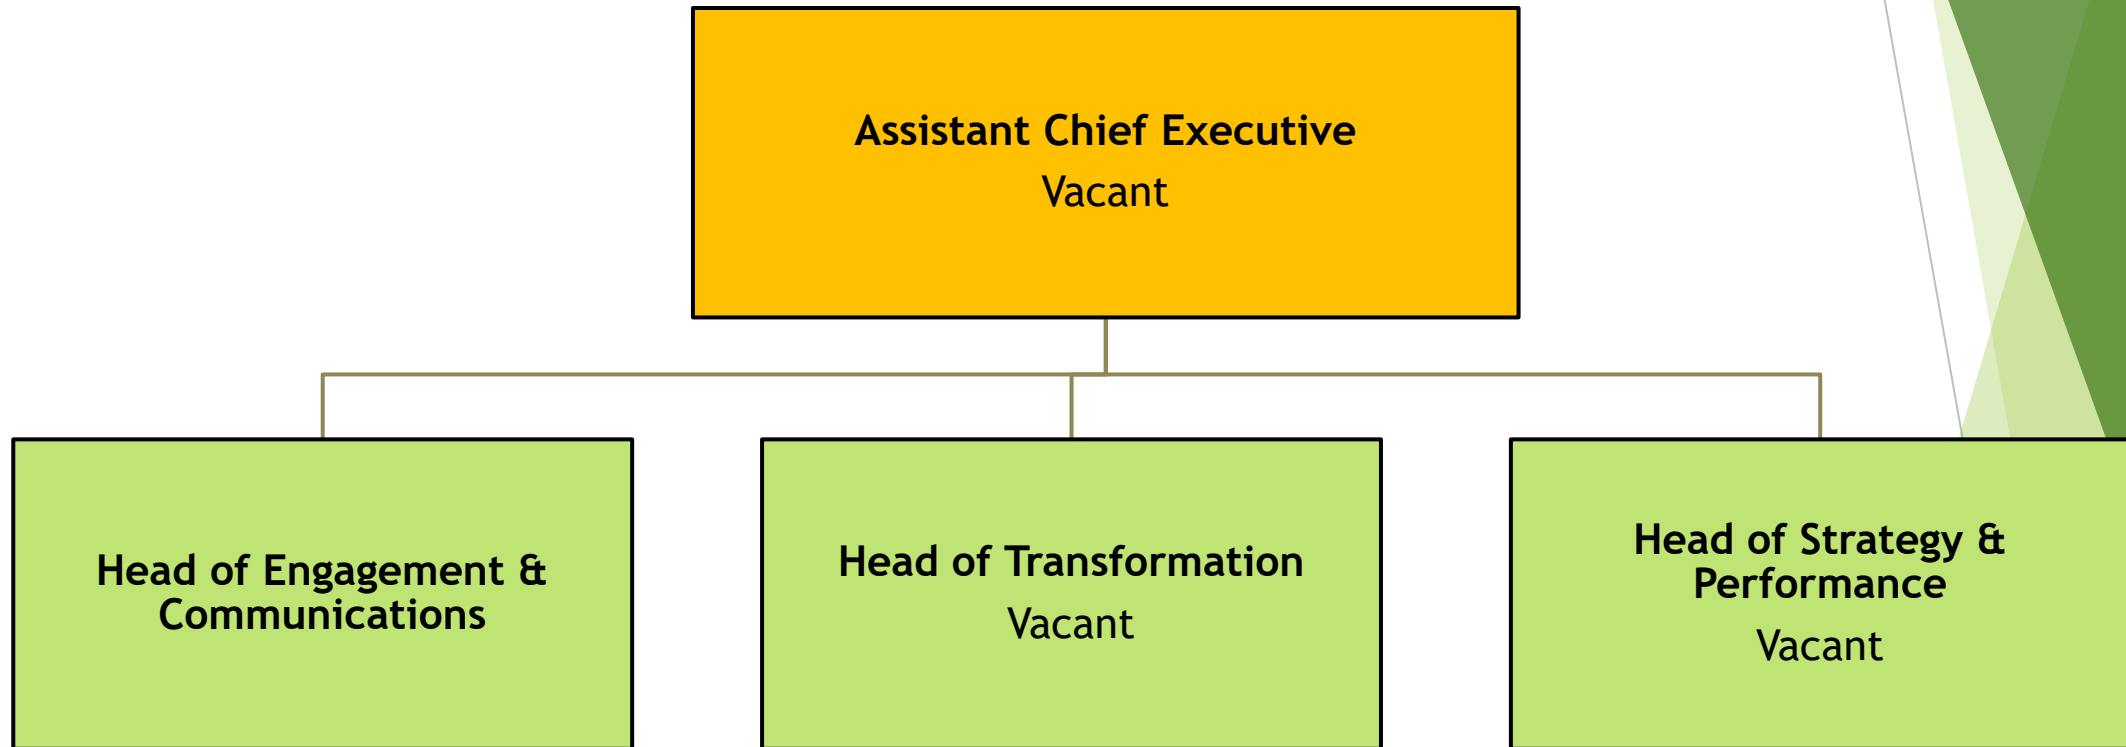 Assistant Chief Executive
Vacant
Head of Engagement &
Communications
Head of Transformation
Vacant
Head of Strategy &
Performance
Vacant